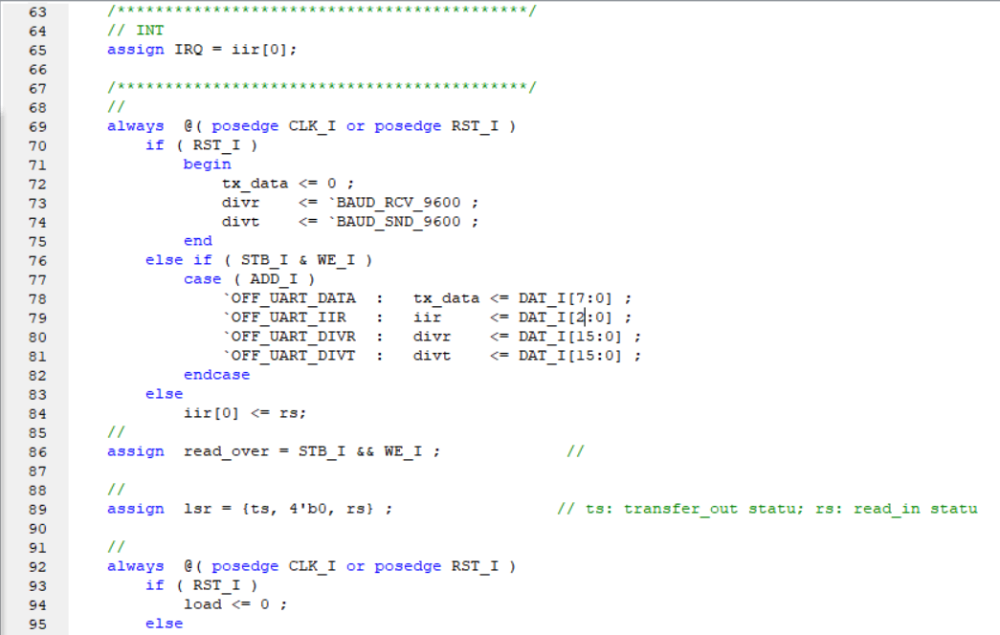 63 /*******************************************/
64 // INT
65 assign IRQ = iir[0];
66
67 /*******************************************/
68 //
69 always  @( posedge CLK_I or posedge RST_I )
70     if ( RST_I )
71         begin
72             tx_data <= 0 ;
73             divr    <= `BAUD_RCV_9600 ;
74             divt    <= `BAUD_SND_9600 ;
75         end
76     else if ( STB_I & WE_I )
77         case ( ADD_I )
78             `OFF_UART_DATA  :   tx_data <= DAT_I[7:0] ;
79             `OFF_UART_IIR   :   iir     <= DAT_I[2:0] ;
80             `OFF_UART_DIVR  :   divr    <= DAT_I[15:0] ;
81             `OFF_UART_DIVT  :   divt    <= DAT_I[15:0] ;
82         endcase
83     else
84         iir[0] <= rs;
85 //
86 assign  read_over = STB_I && WE_I ;             //
87
88 //
89 assign  lsr = {ts, 4'b0, rs} ;                 // ts: transfer_out statu; rs: read_in statu
90
91 //
92 always  @( posedge CLK_I or posedge RST_I )
93     if ( RST_I )
94         load <= 0 ;
95     else